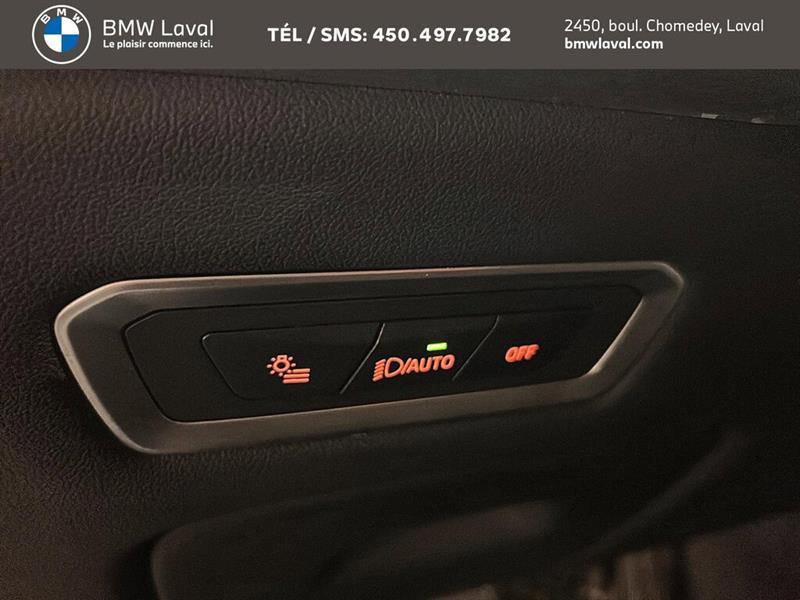 BMW
BMW Laval
Le plaisir commence ici.
TÉL / SMS: 450.497.7982
2450, boul. Chomedey, Laval
bmwlaval.com
AUTO
OFF